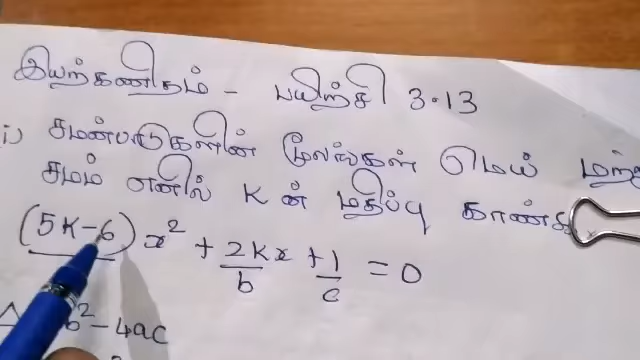 இயற்கணிதம் - பயிற்சி 3.13
i) சமன்பாடுகளின் மூலங்கள் மெய்
சமம் எனில் K ன் மதிப்பு காண்க
(5K-6) x² + 2Kx + 1 = 0
b c
b² - 4ac